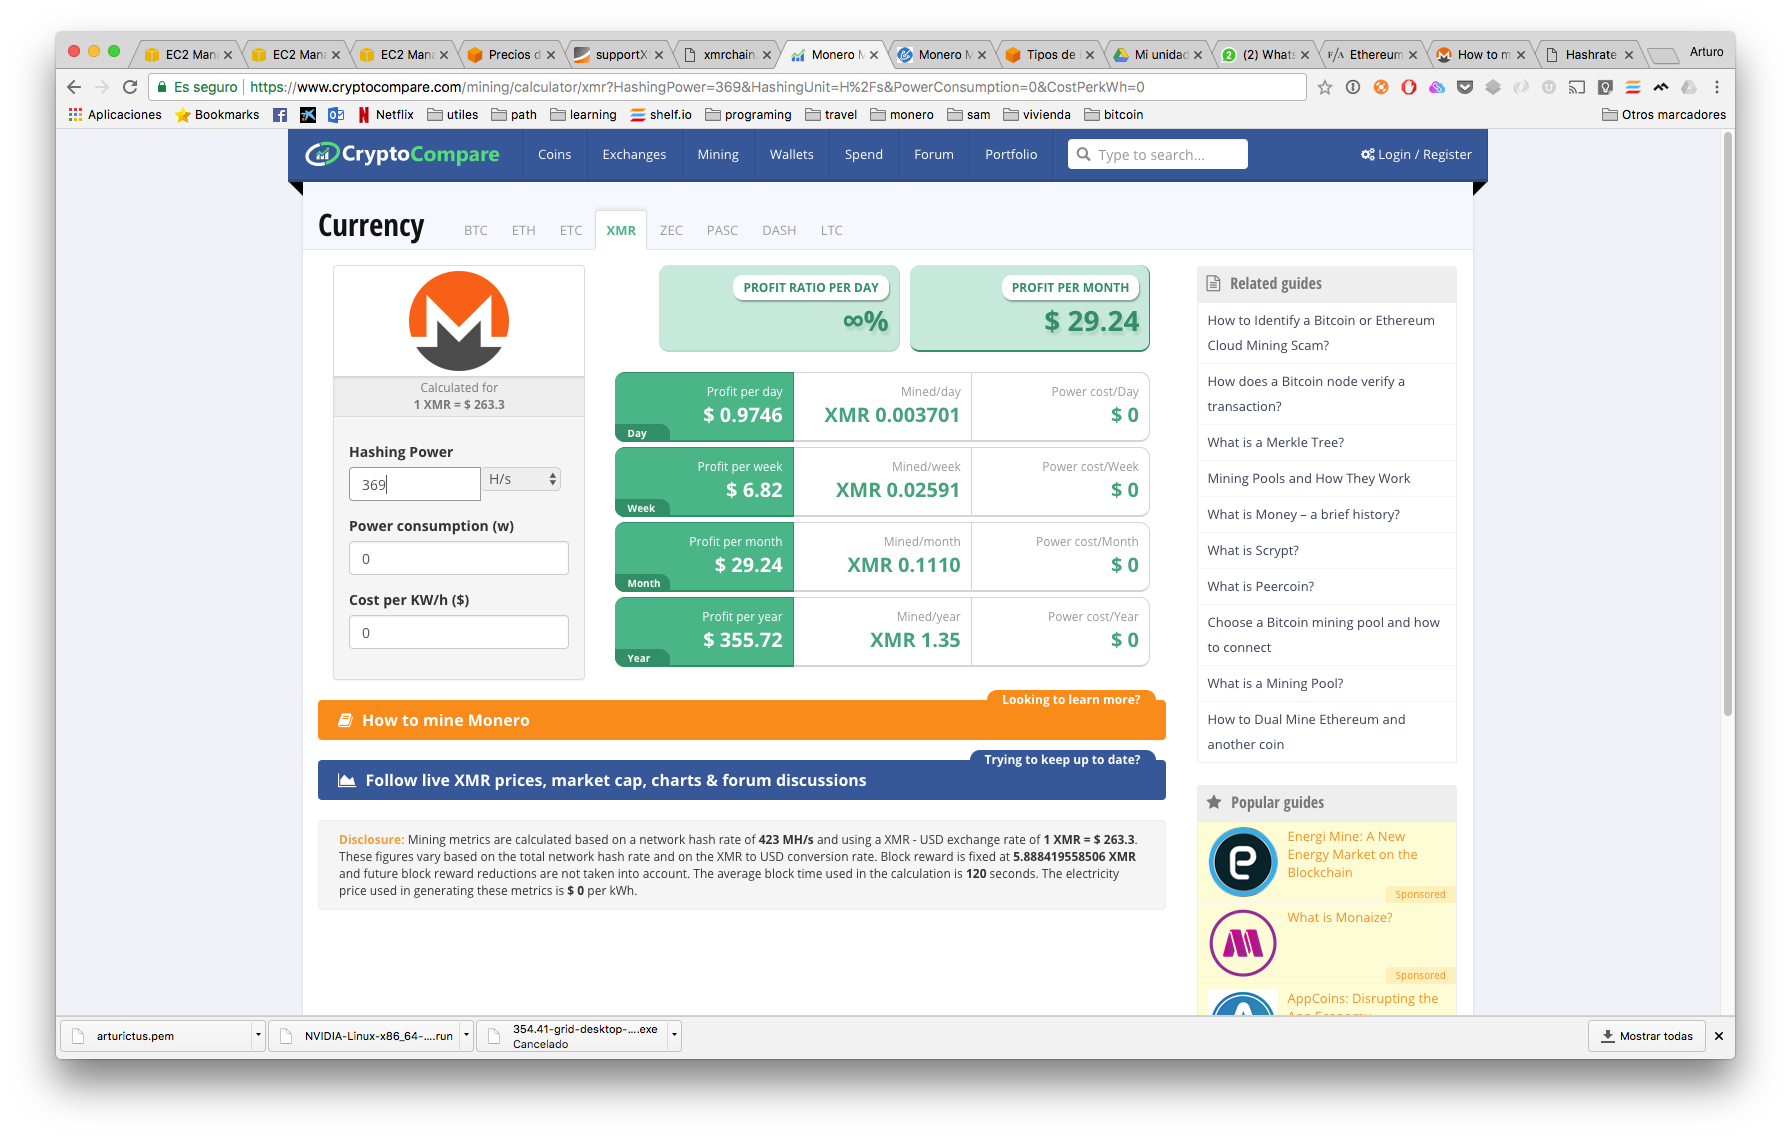 EC2 Man
EC2 Mana
EC2 Mana
Precios d
supportX
xmrchain.
Monero M
Monero M
Tipos de
Mi unidad
(2) Whats
Ethereum
How to m
Hashrate
Arturo
Es seguro
https://www.cryptocompare.com/mining/calculator/xmr?HashingPower=369&HashingUnit=H%2Fs&PowerConsumption=0&CostPerkWh=0
Aplicaciones
Bookmarks
Netflix
utiles
path
learning
shelf.io
programing
travel
monero
sam
vivienda
bitcoin
Otros marcadores
CryptoCompare
Coins
Exchanges
Mining
Wallets
Spend
Forum
Portfolio
Type to search...
Login / Register
Currency
BTC
ETH
ETC
XMR
ZEC
PASC
DASH
LTC
Calculated for
1 XMR = $ 263.3
Hashing Power
369
H/s
Power consumption (w)
0
Cost per KW/h ($)
0
PROFIT RATIO PER DAY
∞%
PROFIT PER MONTH
$ 29.24
Profit per day
$ 0.9746
Day
Mined/day
XMR 0.003701
Power cost/Day
$ 0
Profit per week
$ 6.82
Week
Mined/week
XMR 0.02591
Power cost/Week
$ 0
Profit per month
$ 29.24
Month
Mined/month
XMR 0.1110
Power cost/Month
$ 0
Profit per year
$ 355.72
Year
Mined/year
XMR 1.35
Power cost/Year
$ 0
Looking to learn more?
How to mine Monero
Trying to keep up to date?
Follow live XMR prices, market cap, charts & forum discussions
Disclosure: Mining metrics are calculated based on a network hash rate of 423 MH/s and using a XMR - USD exchange rate of 1 XMR = $ 263.3.
These figures vary based on the total network hash rate and on the XMR to USD conversion rate. Block reward is fixed at 5.888419558506 XMR
and future block reward reductions are not taken into account. The average block time used in the calculation is 120 seconds. The electricity
price used in generating these metrics is $ 0 per kWh.
Related guides
How to Identify a Bitcoin or Ethereum
Cloud Mining Scam?
How does a Bitcoin node verify a
transaction?
What is a Merkle Tree?
Mining Pools and How They Work
What is Money – a brief history?
What is Scrypt?
What is Peercoin?
Choose a Bitcoin mining pool and how
to connect
What is a Mining Pool?
How to Dual Mine Ethereum and
another coin
Popular guides
Energi Mine: A New
Energy Market on the
Blockchain
Sponsored
What is Monaize?
Sponsored
AppCoins: Disrupting the
App Economy
arturictus.pem
NVIDIA-Linux-x86_64-....run
354.41-grid-desktop-....exe
Cancelado
Mostrar todas